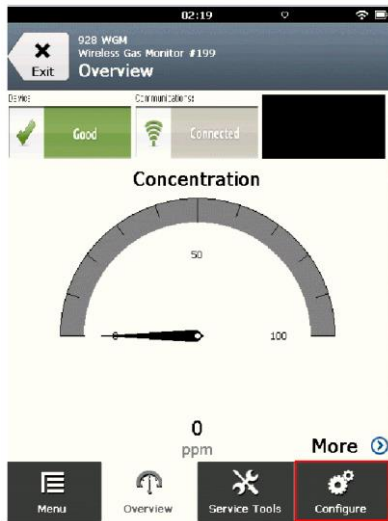 02:19
928 WGM
Wireless Gas Monitor #199
Exit
Overview
Device
Communications:
Good
Connected
Concentration
50
0
100
0
ppm
More
Menu
Overview
Service Tools
Configure